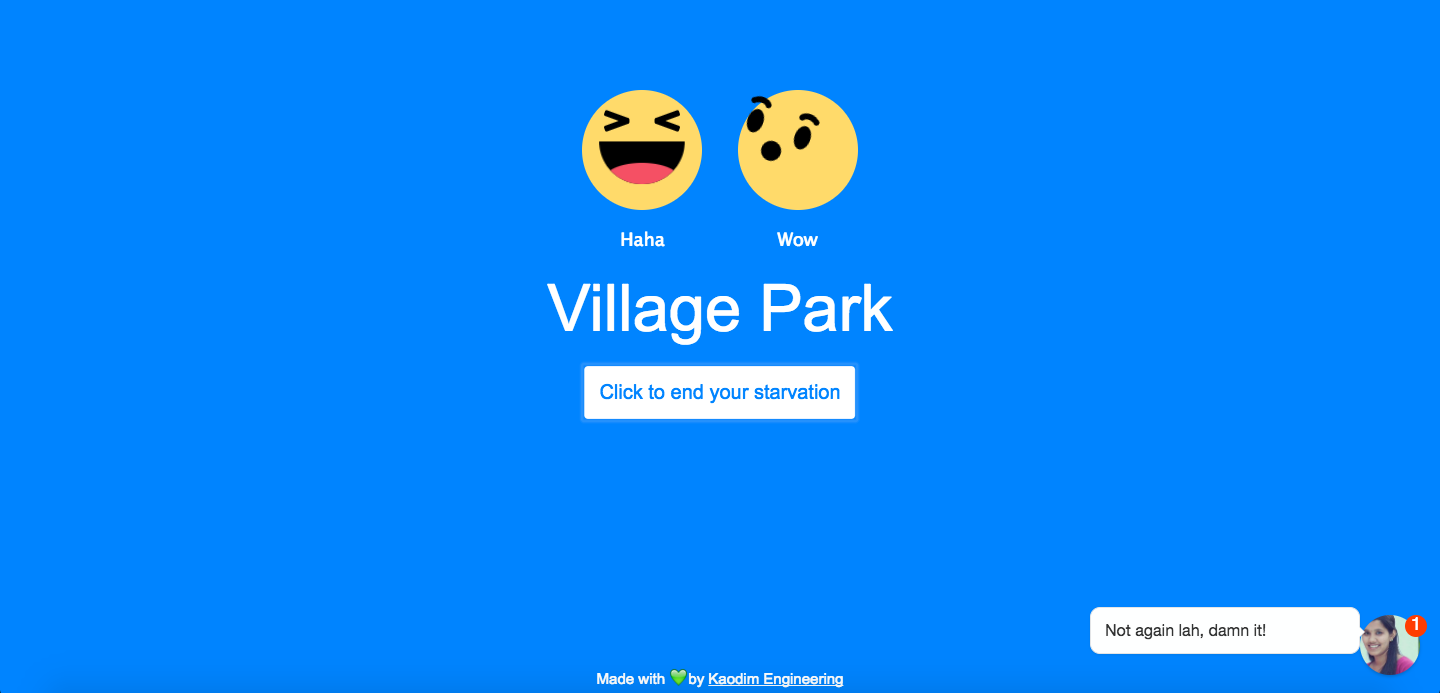 Haha
Wow
Village Park
Click to end your starvation
Not again lah, damn it!
1
Made with 💚by Kaodim Engineering